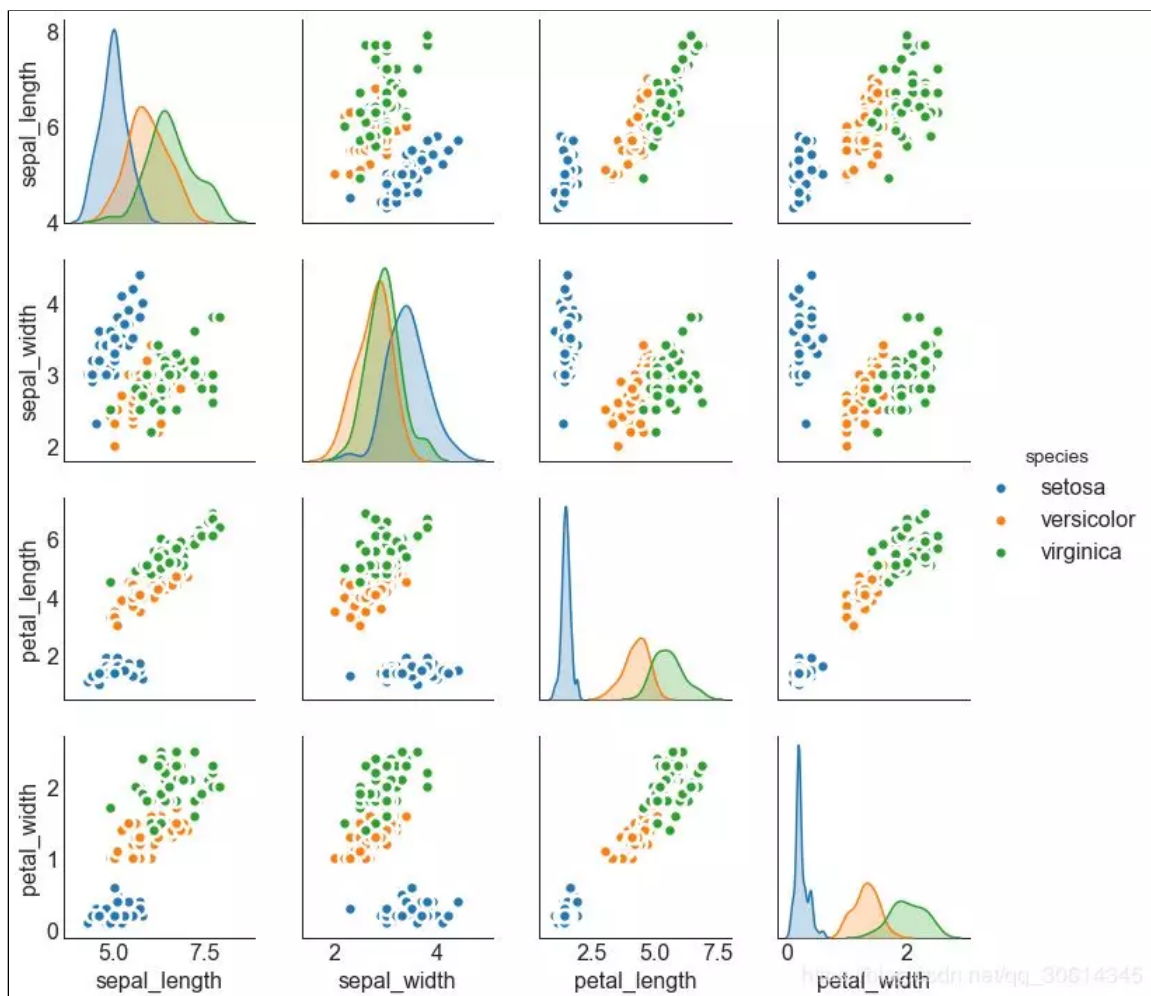 8
6
4
sepal_length
4
3
2
sepal_width
6
4
2
petal_length
2
1
0
petal_width
5.0 7.5
sepal_length
2 4
sepal_width
2.5 5.0 7.5
petal_length
0 2
petal_width
species
setosa
versicolor
virginica